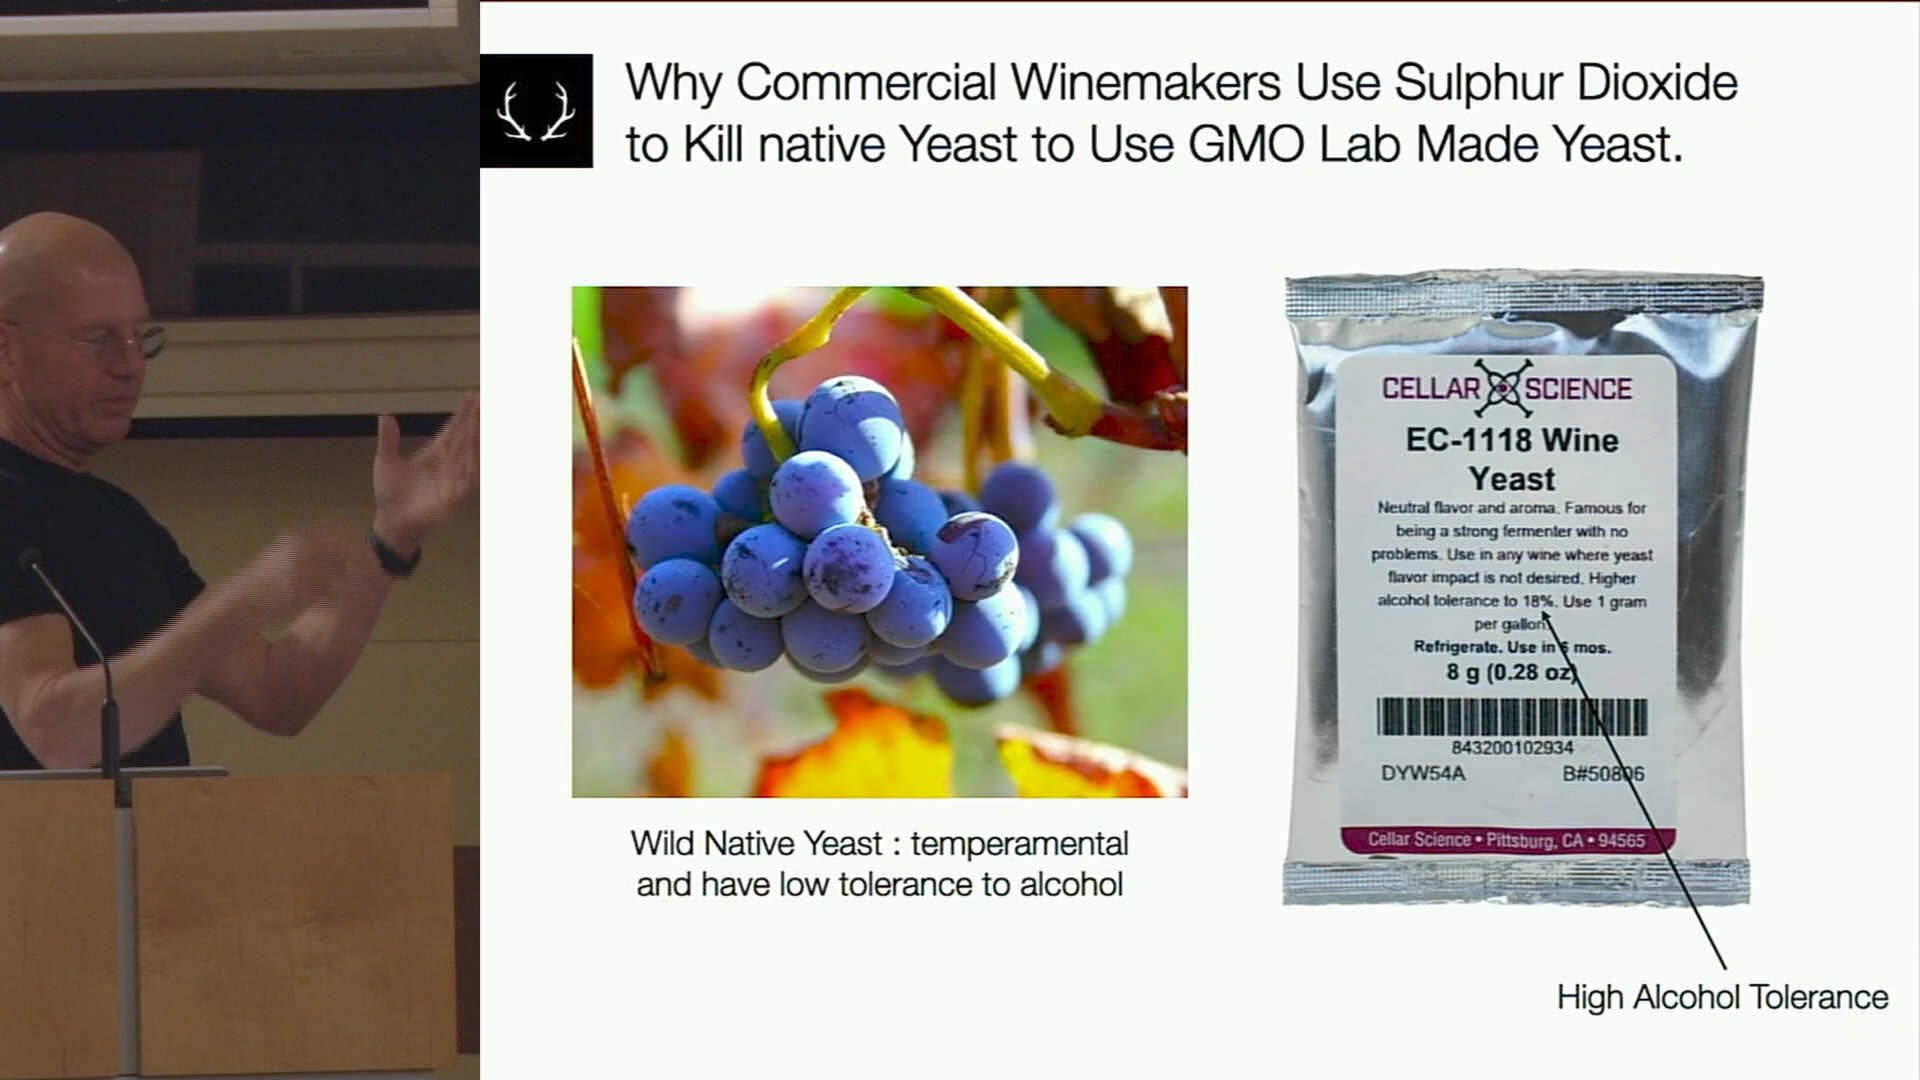 Why Commercial Winemakers Use Sulphur Dioxide
to Kill native Yeast to Use GMO Lab Made Yeast.
CELLAR SCIENCE
EC-1118 Wine
Yeast
Neutral flavor and aroma. Famous for
being a strong fermenter with no
problems. Use in any wine where yeast
flavor impact is not desired. Higher
alcohol tolerance to 18%. Use 1 gram
per gallon.
Refrigerate. Use in 6 mos.
8 g (0.28 oz)
843200102934
DYW54A B#50806
Cellar Science • Pittsburg, CA • 94565
Wild Native Yeast : temperamental
and have low tolerance to alcohol
High Alcohol Tolerance